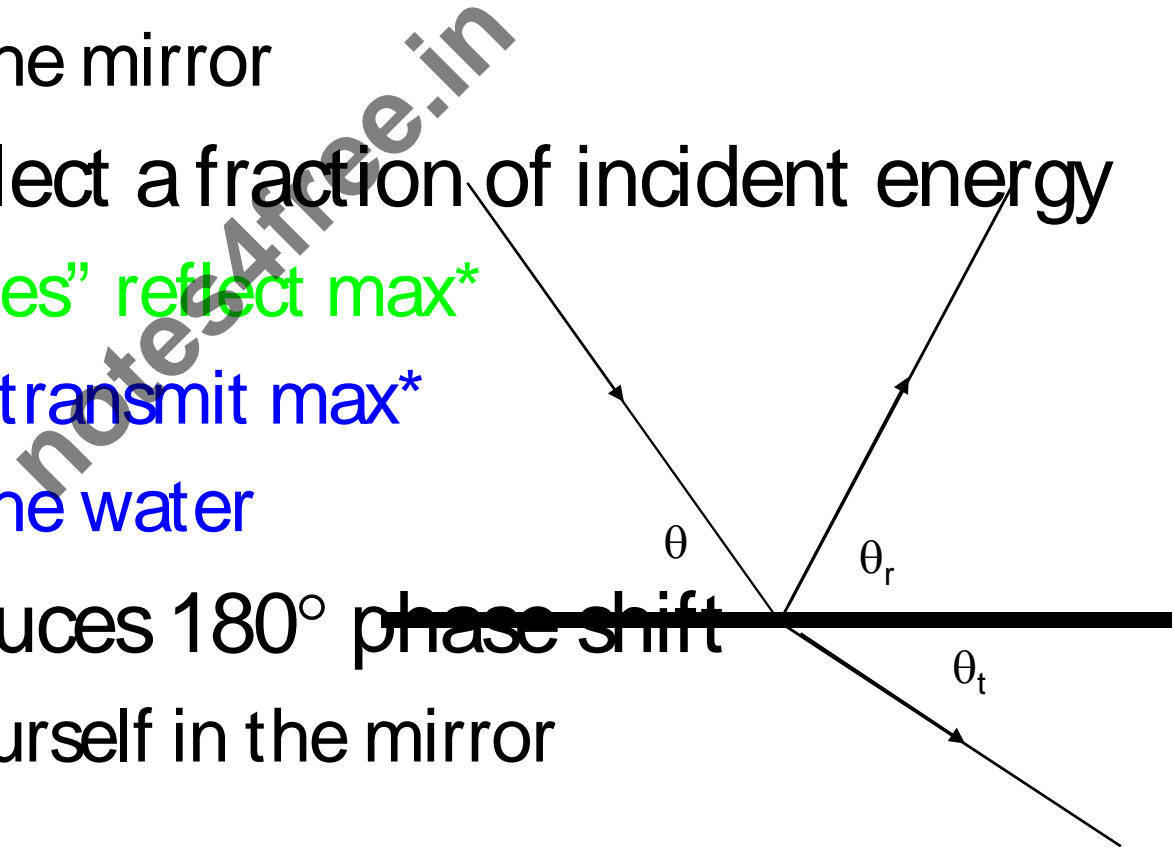 he mirror
lect a fraction of incident energy
es” reflect max*
transmit max*
he water
uces 180° phase shift
urself in the mirror
θ
θr
θt
notes4free.in